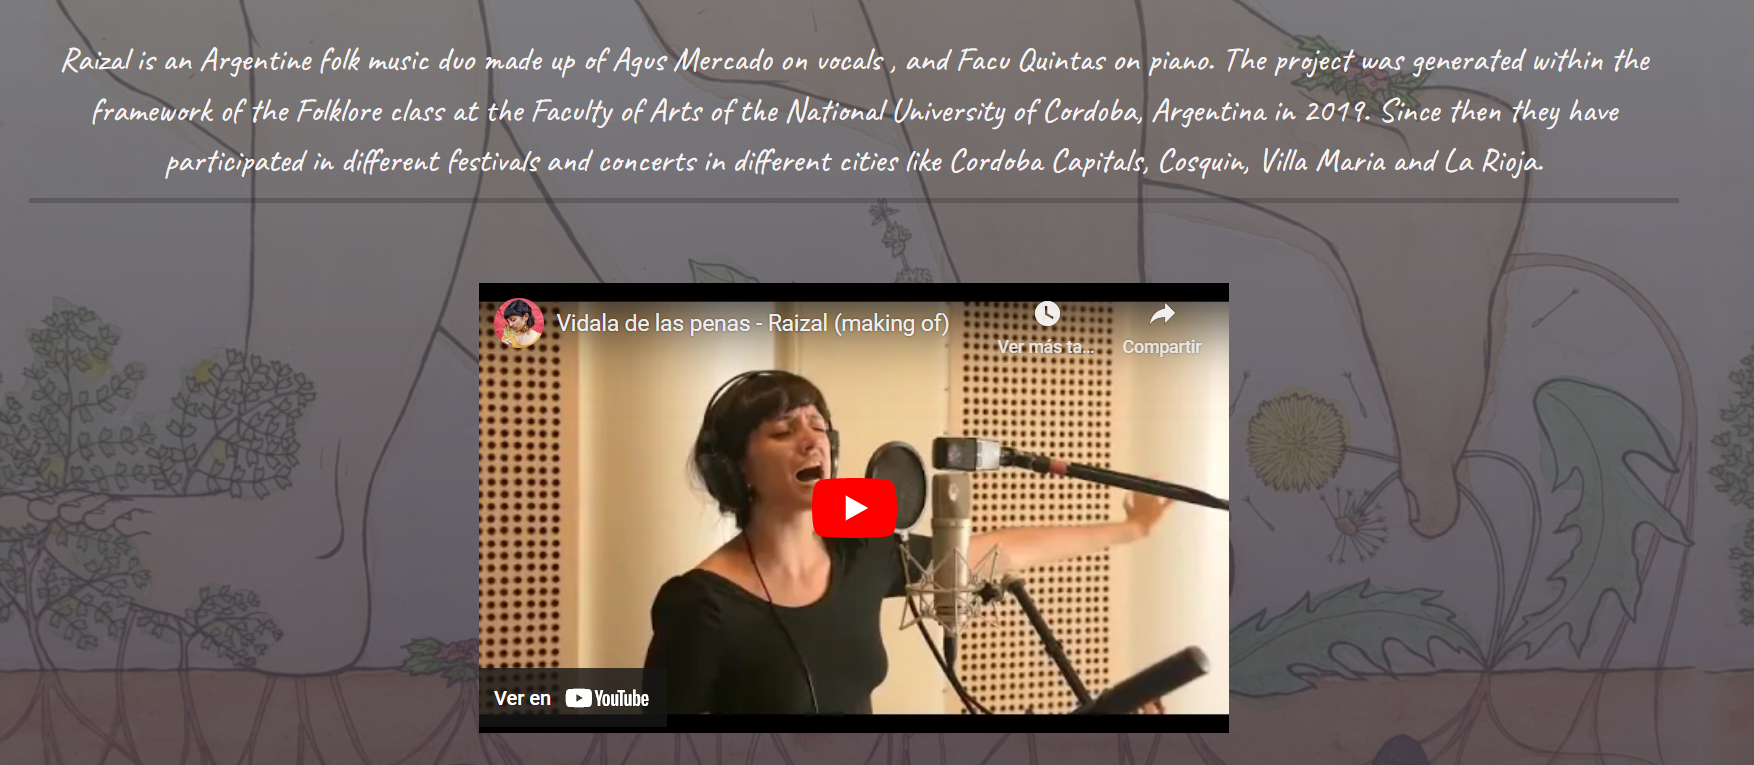 Raizal is an Argentine folk music duo made up of Agus Mercado on vocals , and Facu Quintas on piano. The project was generated within the
framework of the Folklore class at the Faculty of Arts of the National University of Cordoba, Argentina in 2019. Since then they have
participated in different festivals and concerts in different cities like Cordoba Capitals, Cosquin, Villa Maria and La Rioja.
Vidala de las penas - Raizal (making of)
Ver más ta...
Compartir
Ver en YouTube